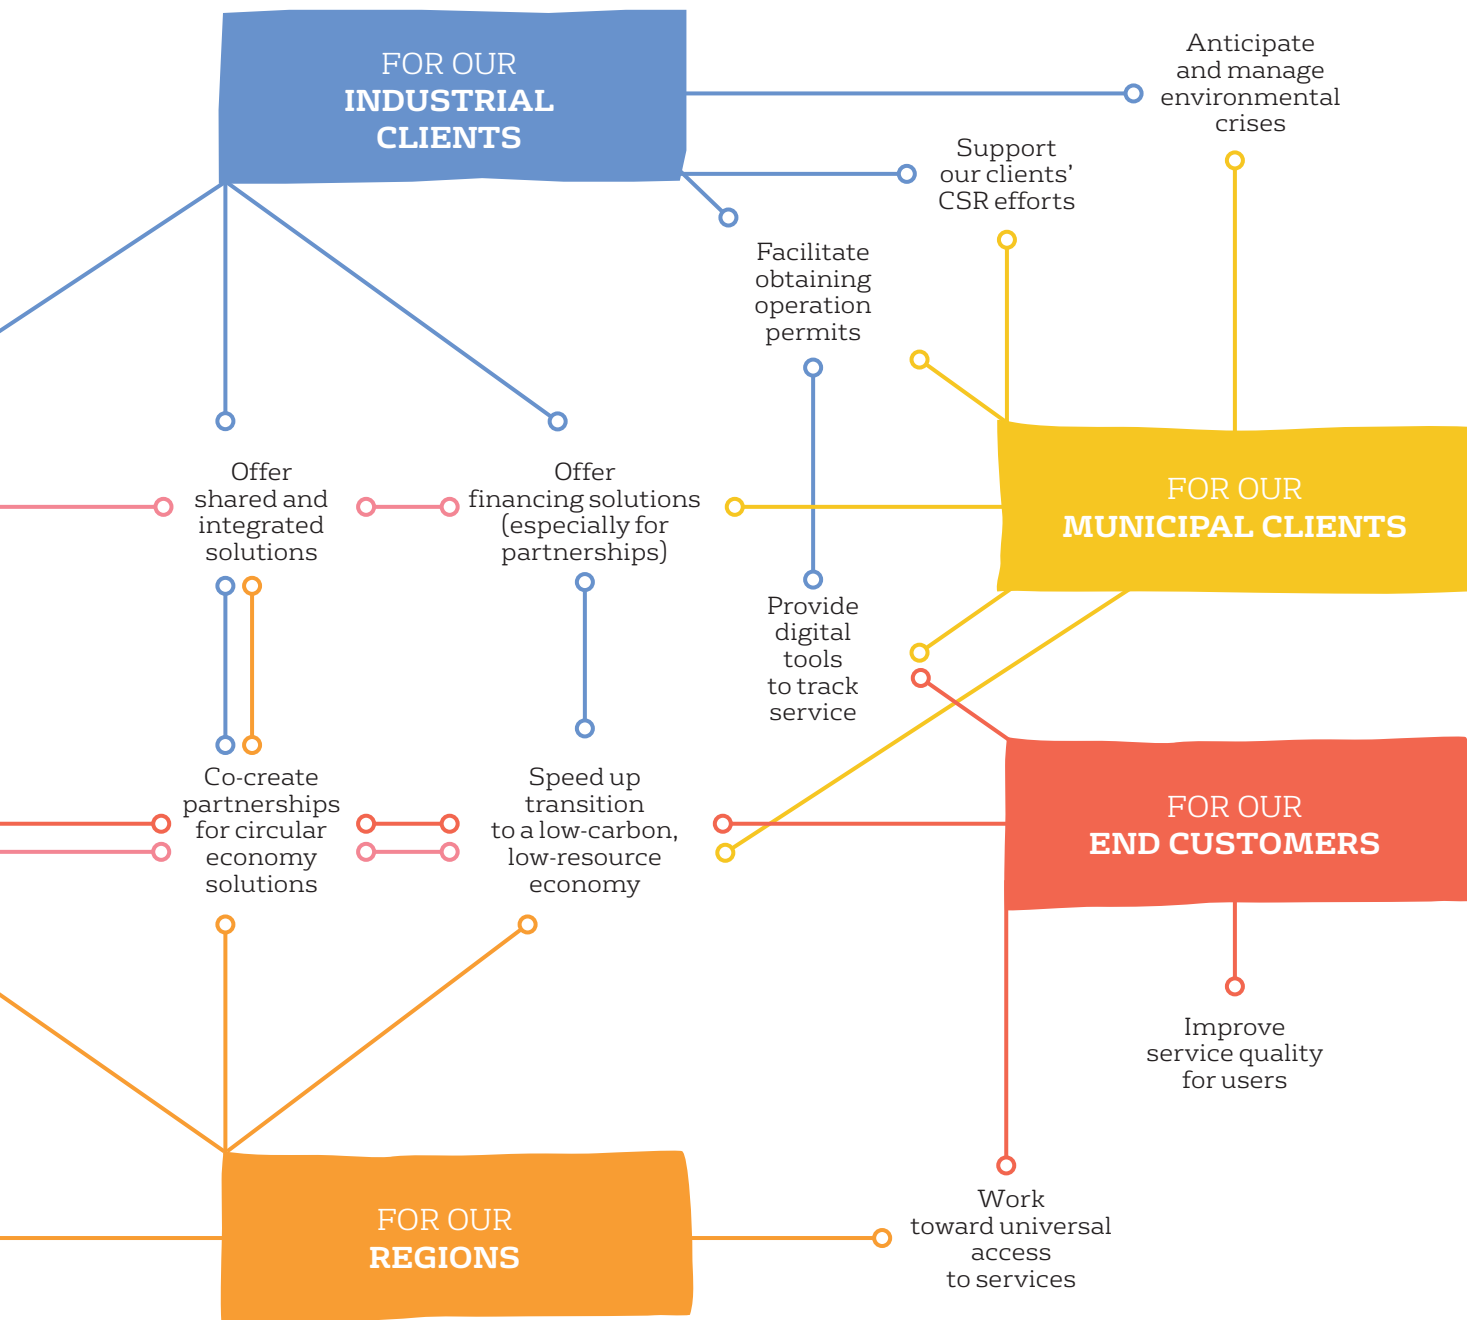 FOR OUR
INDUSTRIAL
CLIENTS
Anticipate
and manage
environmental
crises
Support
our clients’
CSR efforts
Facilitate
obtaining
operation
permits
Offer
shared and
integrated
solutions
Offer
financing solutions
(especially for
partnerships)
FOR OUR
MUNICIPAL CLIENTS
Provide
digital
tools
to track
service
Co-create
partnerships
for circular
economy
solutions
Speed up
transition
to a low-carbon,
low-resource
economy
FOR OUR
END CUSTOMERS
Improve
service quality
for users
Work
toward universal
access
to services
FOR OUR
REGIONS